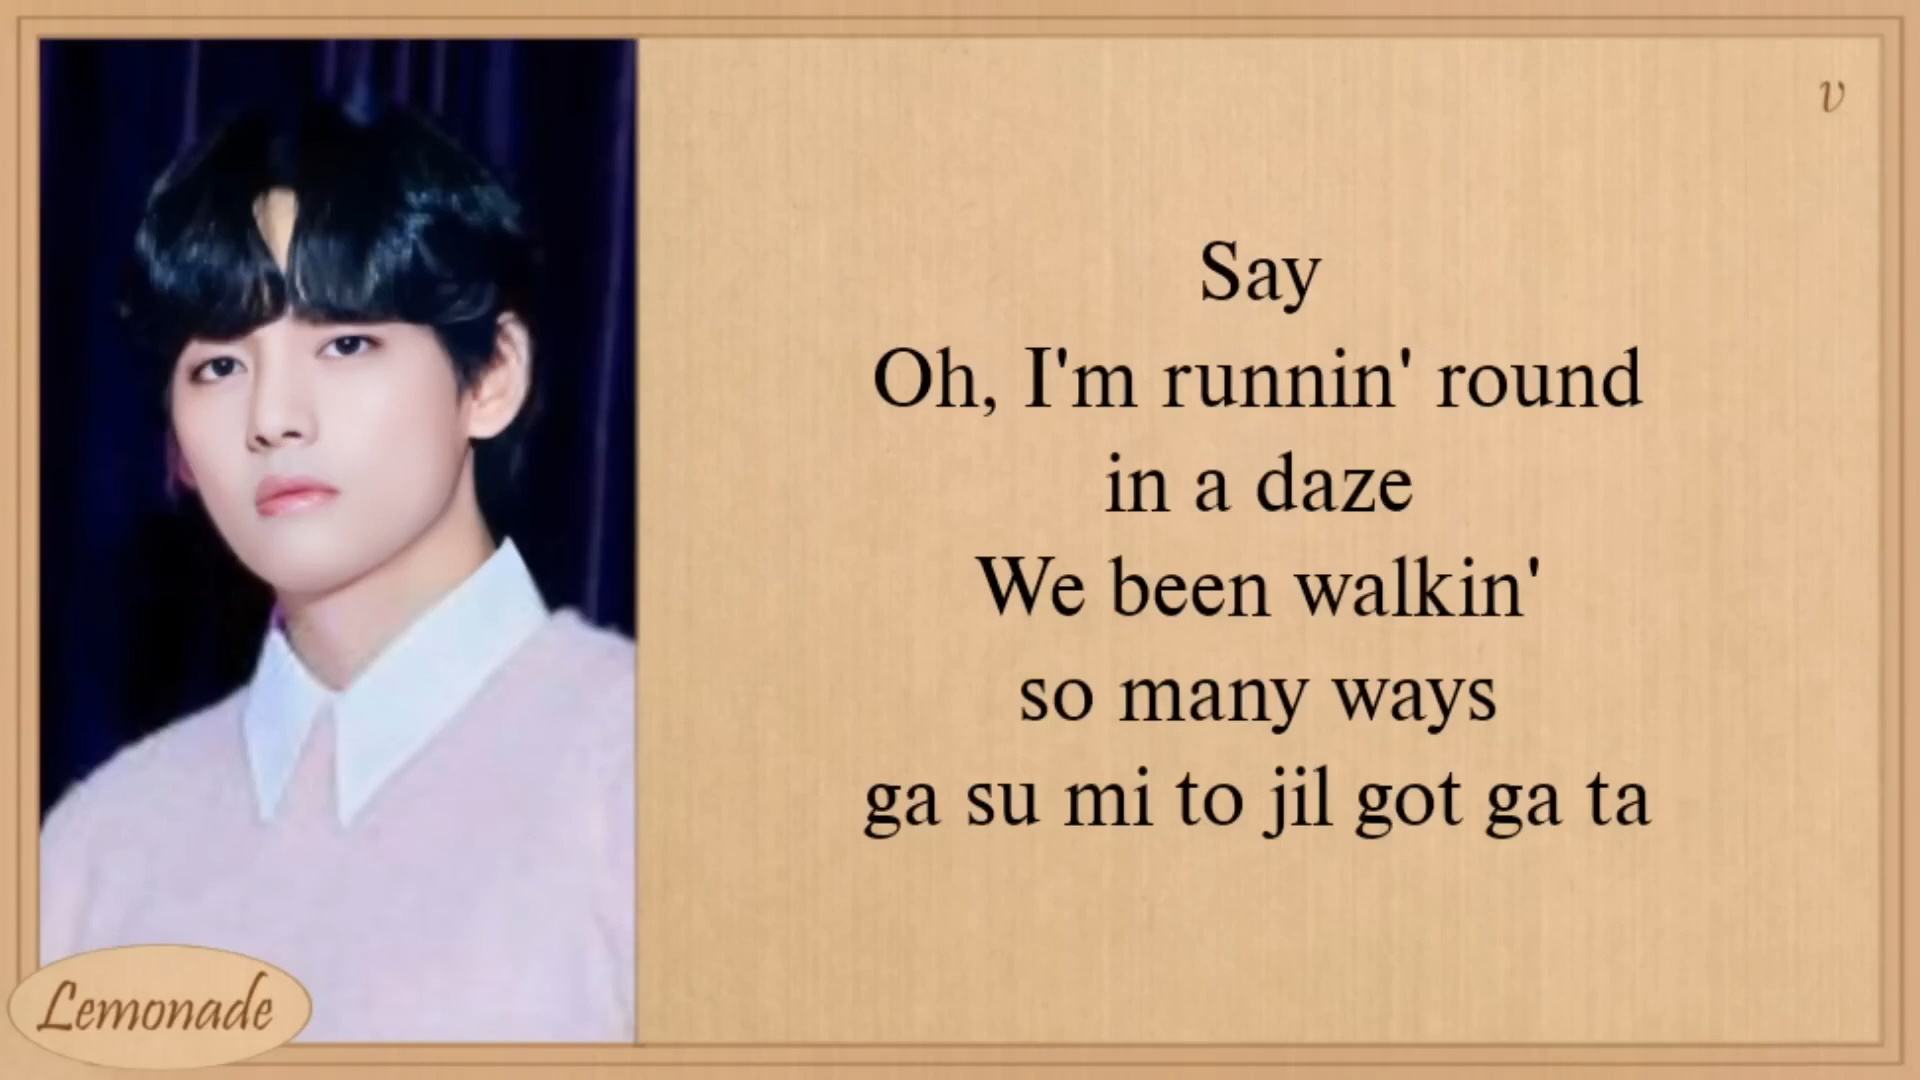 v
Say
Oh, I'm runnin' round
in a daze
We been walkin'
so many ways
ga su mi to jil got ga ta
Lemonade